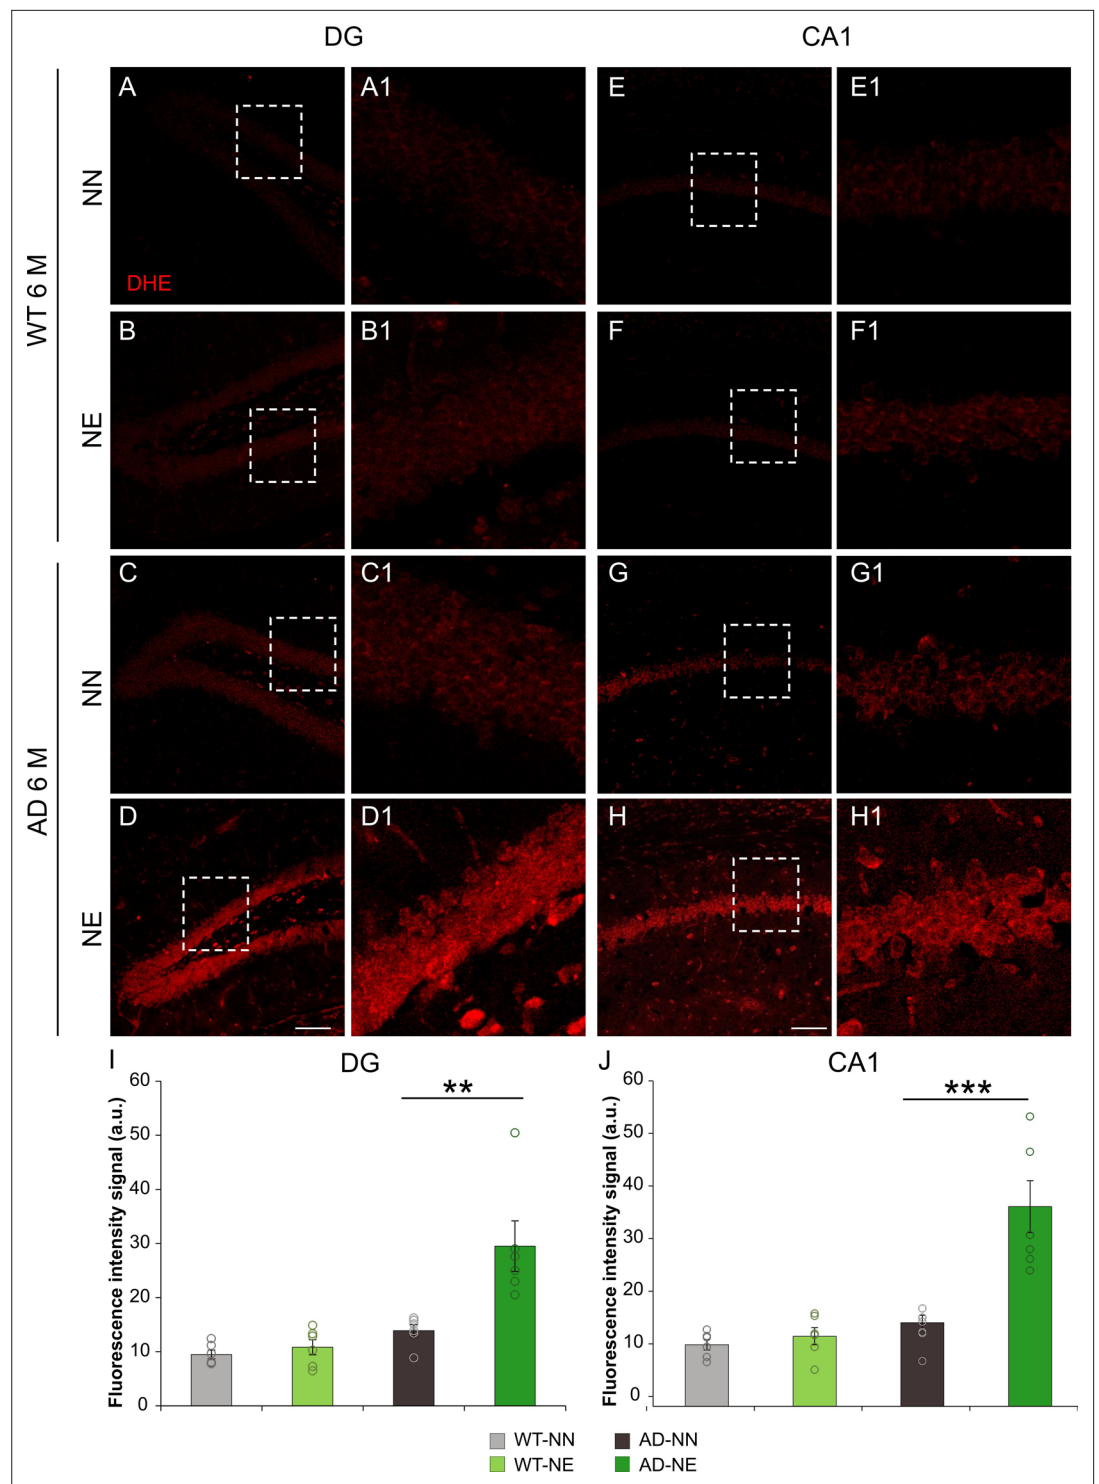 DG CA1
WT 6 M
NN
A A1 E E1
DHE
NE
B B1 F F1
AD 6 M
NN
C C1 G G1
NE
D D1 H H1
I DG
Fluorescence intensity signal (a.u.)
60
50
40
30
20
10
0
**
J CA1
Fluorescence intensity signal (a.u.)
60
50
40
30
20
10
0
***
WT-NN AD-NN
WT-NE AD-NE